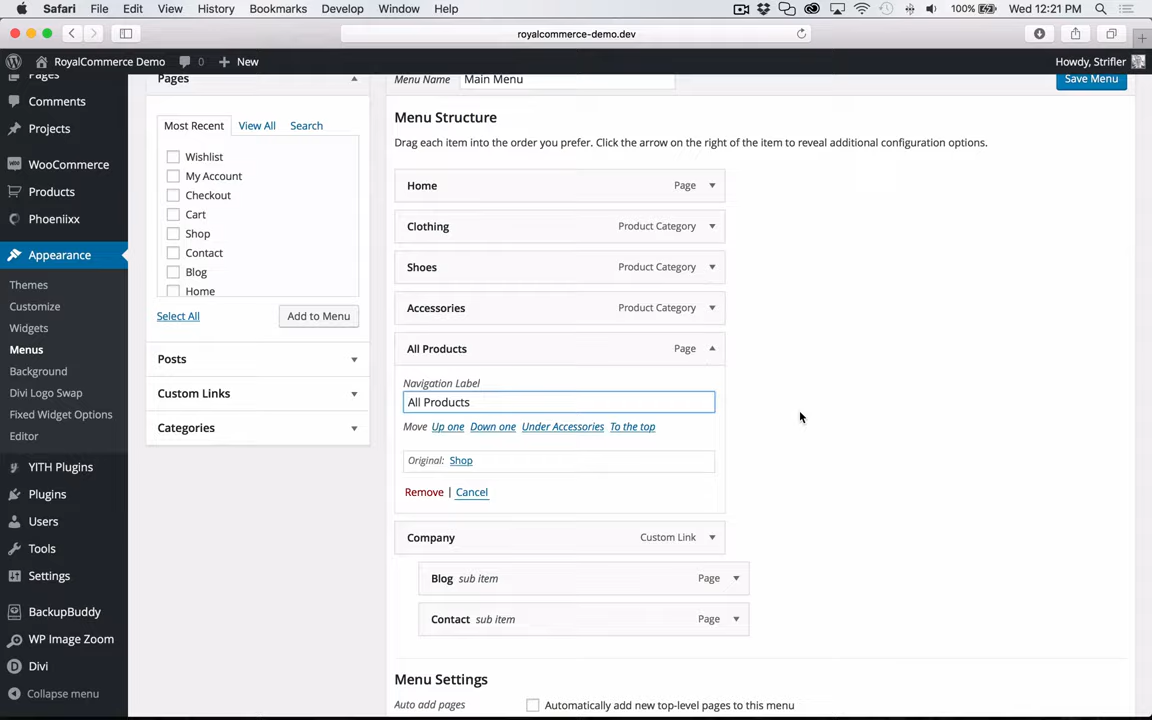 Safari File Edit View History Bookmarks Develop Window Help 100% Wed 12:21 PM
royalcommerce-demo.dev
RoyalCommerce Demo 0 New Howdy, Strifler
Pages
Comments
Projects
WooCommerce
Products
Phoeniixx
Appearance
Themes
Customize
Widgets
Menus
Background
Divi Logo Swap
Fixed Widget Options
Editor
YITH Plugins
Plugins
Users
Tools
Settings
BackupBuddy
WP Image Zoom
Divi
Collapse menu
Pages
Most Recent View All Search
Wishlist
My Account
Checkout
Cart
Shop
Contact
Blog
Home
Select All Add to Menu
Posts
Custom Links
Categories
Menu Name Main Menu Save Menu
Menu Structure
Drag each item into the order you prefer. Click the arrow on the right of the item to reveal additional configuration options.
Home Page
Clothing Product Category
Shoes Product Category
Accessories Product Category
All Products Page
Navigation Label
All Products
Move Up one Down one Under Accessories To the top
Original: Shop
Remove | Cancel
Company Custom Link
Blog sub item Page
Contact sub item Page
Menu Settings
Auto add pages Automatically add new top-level pages to this menu